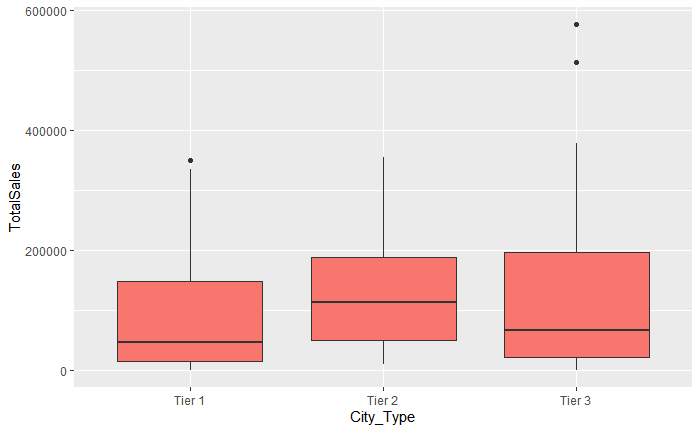 600000
400000
200000
0
TotalSales
Tier 1 Tier 2 Tier 3
City_Type